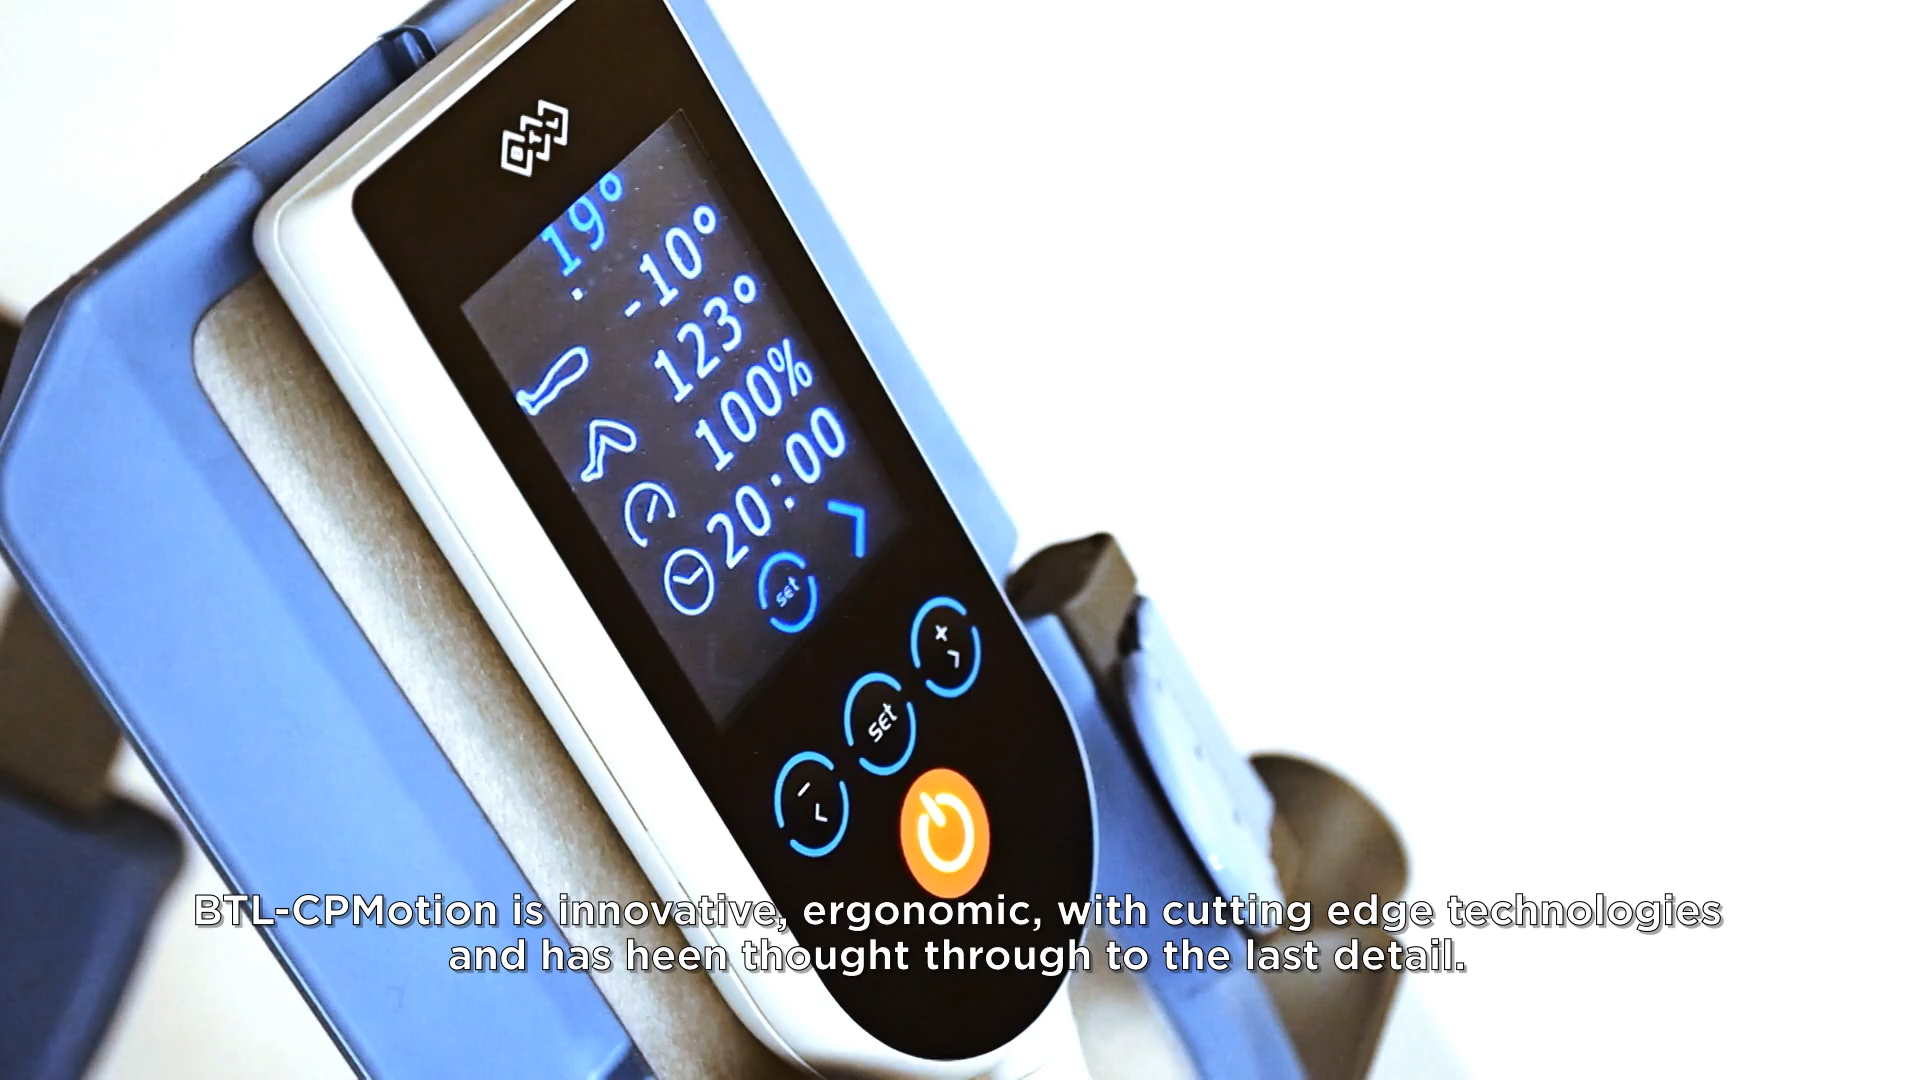 19°
-10°
123°
100%
20:00
set
+
set
-
BTL-CPMotion is innovative, ergonomic, with cutting edge technologies
and has heen thought through to the last detail.